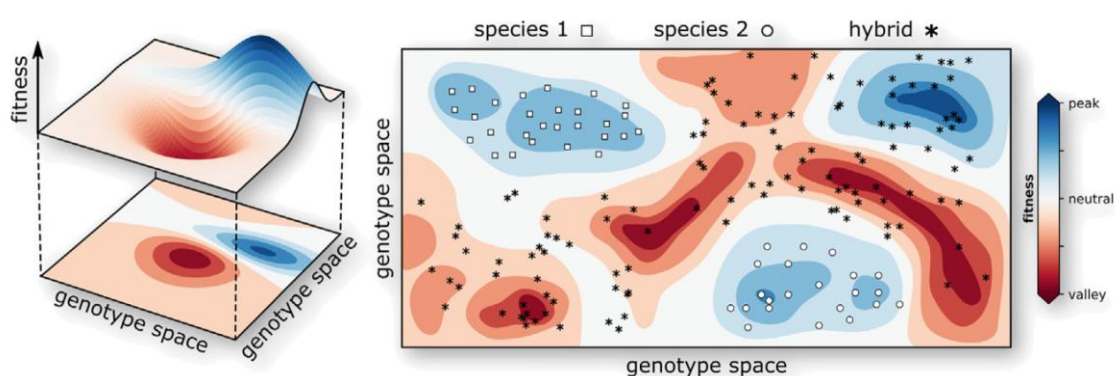 fitness
genotype space
genotype space
species 1 □
species 2 ○
hybrid ✱
genotype space
genotype space
peak
neutral
valley
fitness